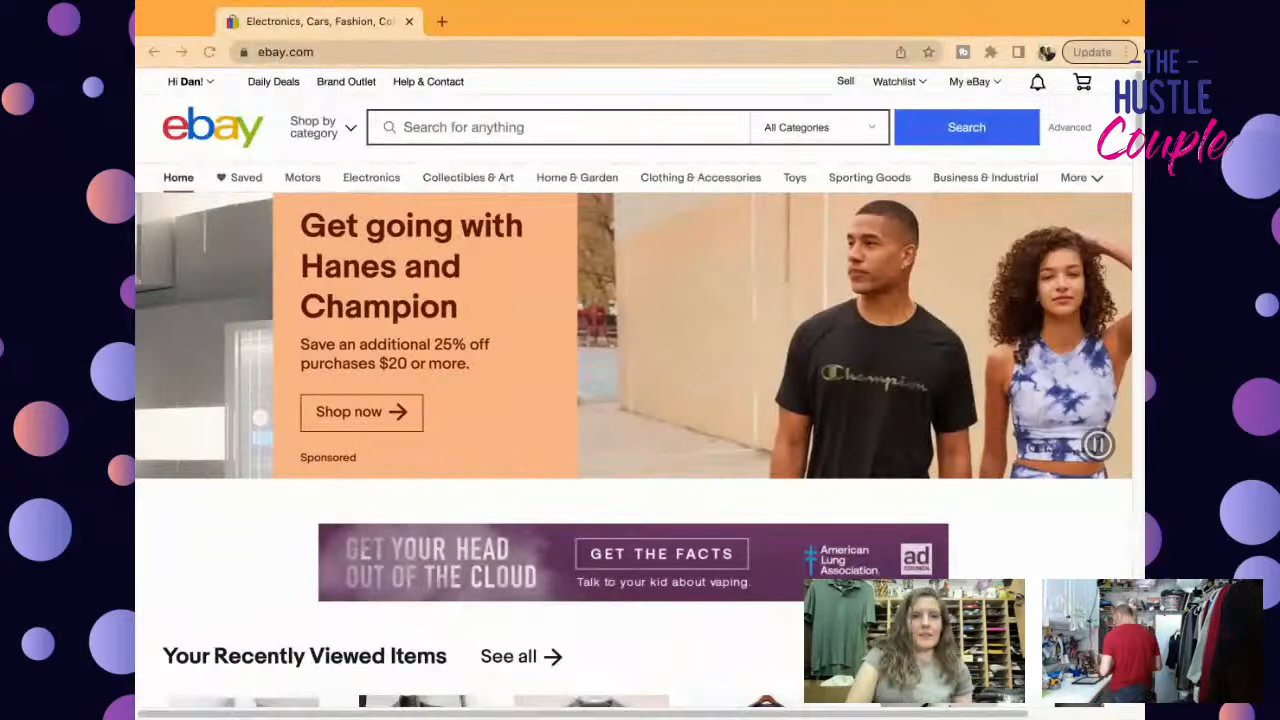 Electronics, Cars, Fashion, Col
ebay.com
Update
THE
HUSTLE
Couple
Hi Dan!
Daily Deals
Brand Outlet
Help & Contact
Sell
Watchlist
My eBay
ebay
Shop by
category
Search for anything
All Categories
Search
Advanced
Home
Saved
Motors
Electronics
Collectibles & Art
Home & Garden
Clothing & Accessories
Toys
Sporting Goods
Business & Industrial
More
Get going with
Hanes and
Champion
Save an additional 25% off
purchases $20 or more.
Shop now
Sponsored
Champion
GET YOUR HEAD
OUT OF THE CLOUD
GET THE FACTS
Talk to your kid about vaping.
American
Lung
Association
ad
COUNCIL
Your Recently Viewed Items
See all